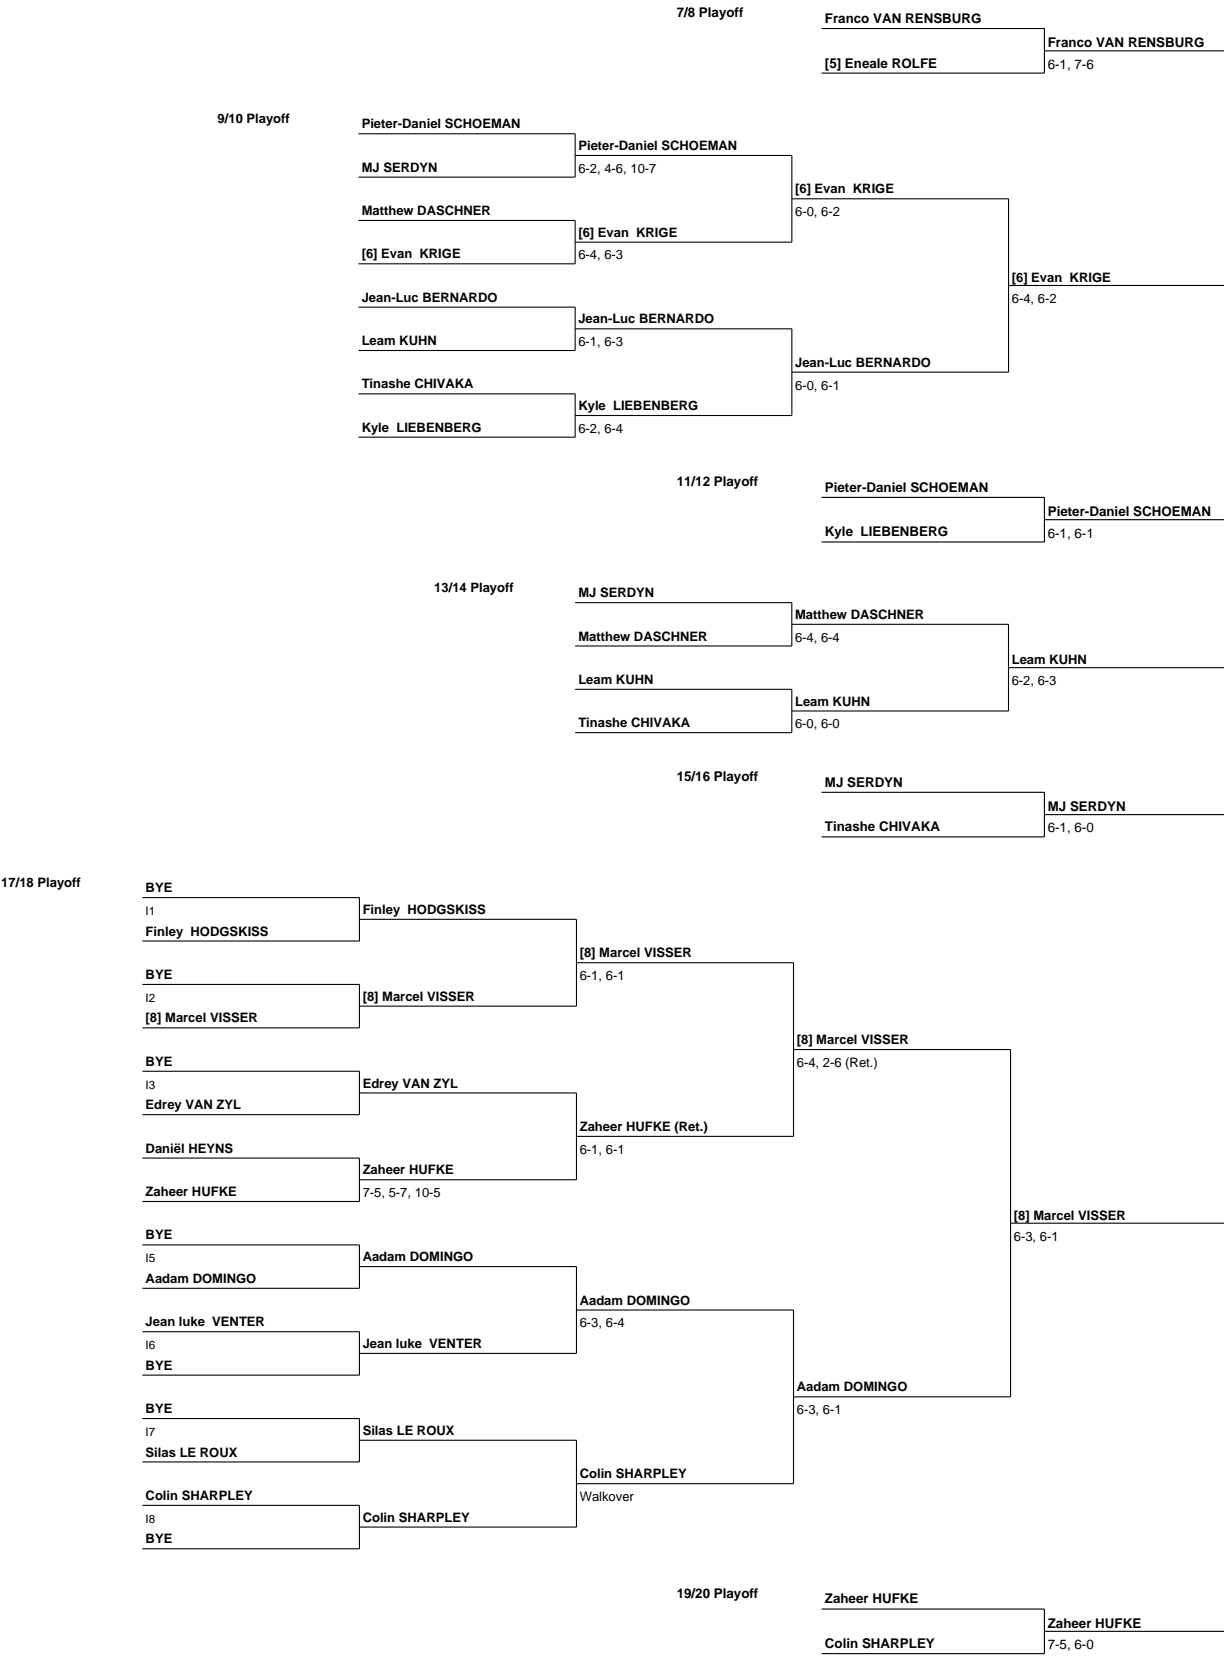 7/8 Playoff
Franco VAN RENSBURG
Franco VAN RENSBURG
[5] Eneale ROLFE
6-1, 7-6
9/10 Playoff
Pieter-Daniel SCHOEMAN
Pieter-Daniel SCHOEMAN
MJ SERDYN
6-2, 4-6, 10-7
[6] Evan KRIGE
Matthew DASCHNER
6-0, 6-2
[6] Evan KRIGE
[6] Evan KRIGE
6-4, 6-3
[6] Evan KRIGE
Jean-Luc BERNARDO
6-4, 6-2
Jean-Luc BERNARDO
Leam KUHN
6-1, 6-3
Jean-Luc BERNARDO
Tinashe CHIVAKA
6-0, 6-1
Kyle LIEBENBERG
Kyle LIEBENBERG
6-2, 6-4
11/12 Playoff
Pieter-Daniel SCHOEMAN
Pieter-Daniel SCHOEMAN
Kyle LIEBENBERG
6-1, 6-1
13/14 Playoff
MJ SERDYN
Matthew DASCHNER
Matthew DASCHNER
6-4, 6-4
Leam KUHN
Leam KUHN
6-2, 6-3
Leam KUHN
Tinashe CHIVAKA
6-0, 6-0
15/16 Playoff
MJ SERDYN
MJ SERDYN
Tinashe CHIVAKA
6-1, 6-0
17/18 Playoff
BYE
I1
Finley HODGSKISS
Finley HODGSKISS
[8] Marcel VISSER
BYE
6-1, 6-1
I2
[8] Marcel VISSER
[8] Marcel VISSER
[8] Marcel VISSER
BYE
6-4, 2-6 (Ret.)
I3
Edrey VAN ZYL
Edrey VAN ZYL
Zaheer HUFKE (Ret.)
Daniël HEYNS
6-1, 6-1
Zaheer HUFKE
Zaheer HUFKE
7-5, 5-7, 10-5
[8] Marcel VISSER
BYE
6-3, 6-1
I5
Aadam DOMINGO
Aadam DOMINGO
Aadam DOMINGO
Jean luke VENTER
6-3, 6-4
I6
Jean luke VENTER
BYE
Aadam DOMINGO
BYE
6-3, 6-1
I7
Silas LE ROUX
Silas LE ROUX
Colin SHARPLEY
Colin SHARPLEY
Walkover
I8
Colin SHARPLEY
BYE
19/20 Playoff
Zaheer HUFKE
Zaheer HUFKE
Colin SHARPLEY
7-5, 6-0